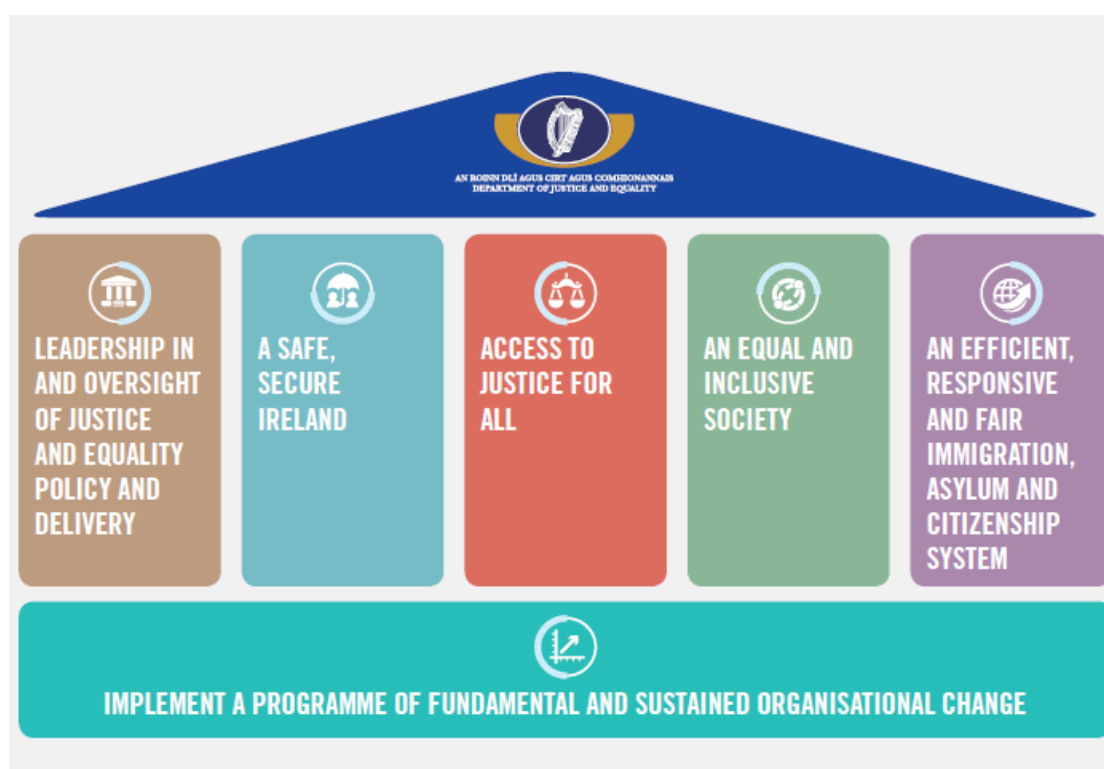 AN ROINN DLÍ AGUS CIRT AGUS COMHIONANNAIS
DEPARTMENT OF JUSTICE AND EQUALITY
LEADERSHIP IN
AND OVERSIGHT
OF JUSTICE
AND EQUALITY
POLICY AND
DELIVERY
A SAFE,
SECURE
IRELAND
ACCESS TO
JUSTICE FOR
ALL
AN EQUAL AND
INCLUSIVE
SOCIETY
AN EFFICIENT,
RESPONSIVE
AND FAIR
IMMIGRATION,
ASYLUM AND
CITIZENSHIP
SYSTEM
IMPLEMENT A PROGRAMME OF FUNDAMENTAL AND SUSTAINED ORGANISATIONAL CHANGE